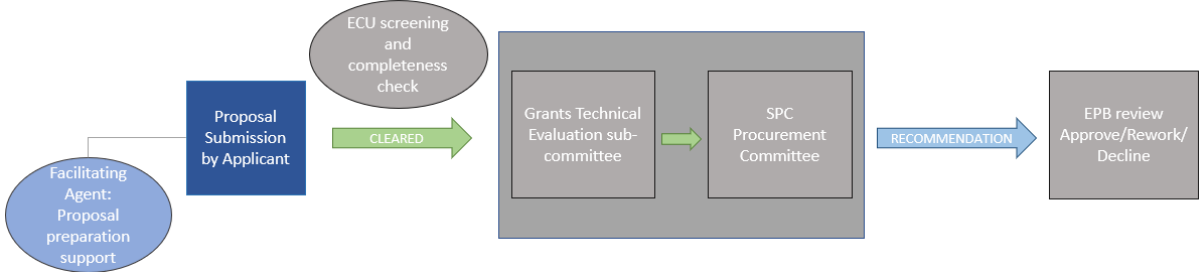 Facilitating
Agent:
Proposal
preparation
support
Proposal
Submission
by Applicant
ECU screening
and
completeness
check
CLEARED
Grants Technical
Evaluation sub-
committee
SPC
Procurement
Committee
RECOMMENDATION
EPB review
Approve/Rework/
Decline